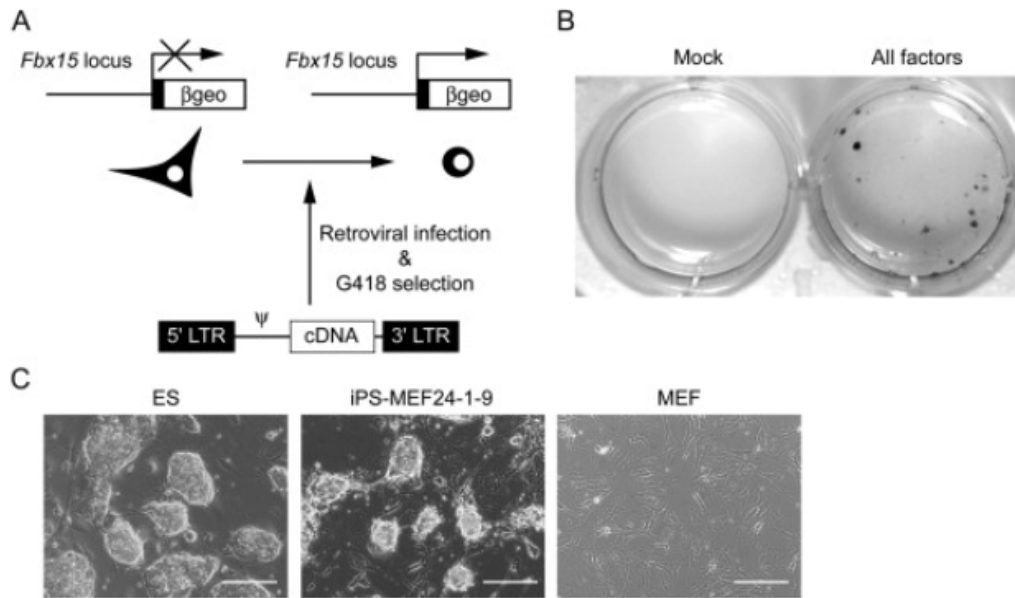 A
Fbx15 locus
βgeo
Fbx15 locus
βgeo
Retroviral infection
&
G418 selection
5' LTR
ψ
cDNA
3' LTR
B
Mock
All factors
C
ES
iPS-MEF24-1-9
MEF